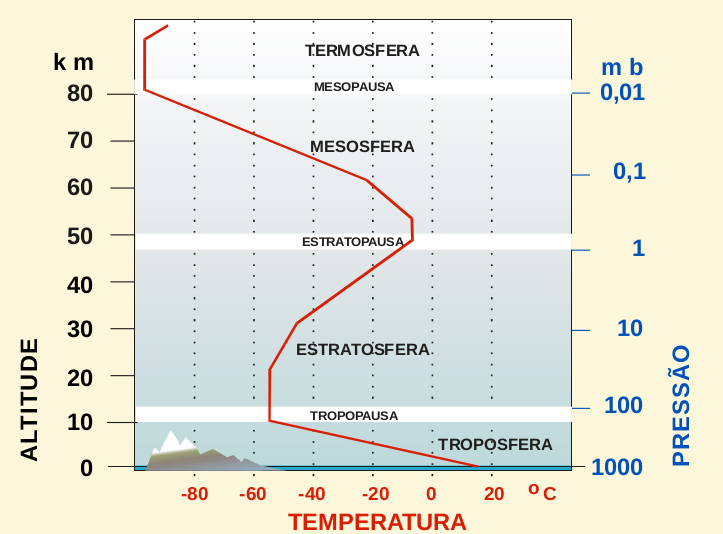 k m
80
70
60
50
40
30
20
10
0
ALTITUDE
TERMOSFERA
MESOPAUSA
MESOSFERA
ESTRATOPAUSA
ESTRATOSFERA
TROPOPAUSA
TROPOSFERA
m b
0,01
0,1
1
10
100
1000
PRESSÃO
-80 -60 -40 -20 0 20 o C
TEMPERATURA